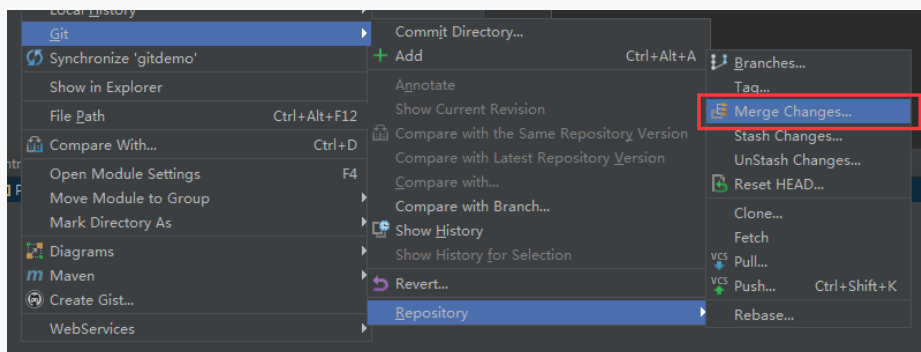 Local History
Git
Synchronize 'gitdemo'
Show in Explorer
File Path Ctrl+Alt+F12
Compare With... Ctrl+D
Open Module Settings F4
Move Module to Group
Mark Directory As
Diagrams
Maven
Create Gist...
WebServices
Commit Directory...
Add Ctrl+Alt+A
Annotate
Show Current Revision
Compare with the Same Repository Version
Compare with Latest Repository Version
Compare with...
Compare with Branch...
Show History
Show History for Selection
Revert...
Repository
Branches...
Tag...
Merge Changes...
Stash Changes...
UnStash Changes...
Reset HEAD...
Clone...
Fetch
VCS Pull...
VCS Push... Ctrl+Shift+K
Rebase...